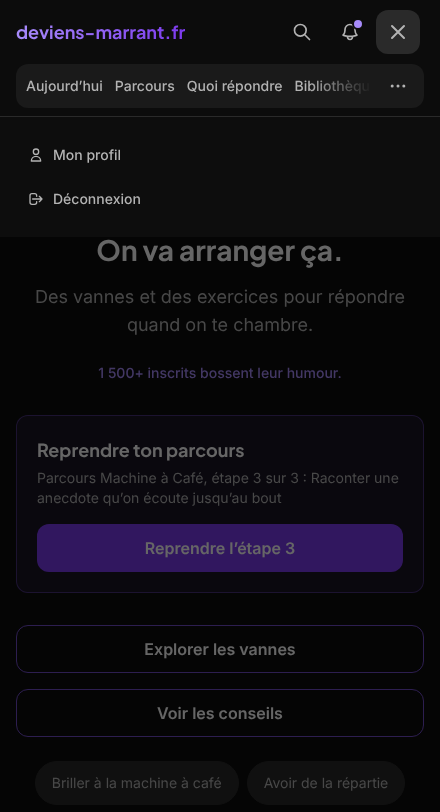 deviens-marrant.fr
Aujourd’hui Parcours Quoi répondre Bibliothèqu
Mon profil
Déconnexion
On va arranger ça.
Des vannes et des exercices pour répondre
quand on te chambre.
1 500+ inscrits bossent leur humour.
Reprendre ton parcours
Parcours Machine à Café, étape 3 sur 3 : Raconter une
anecdote qu’on écoute jusqu’au bout
Reprendre l’étape 3
Explorer les vannes
Voir les conseils
Briller à la machine à café Avoir de la répartie